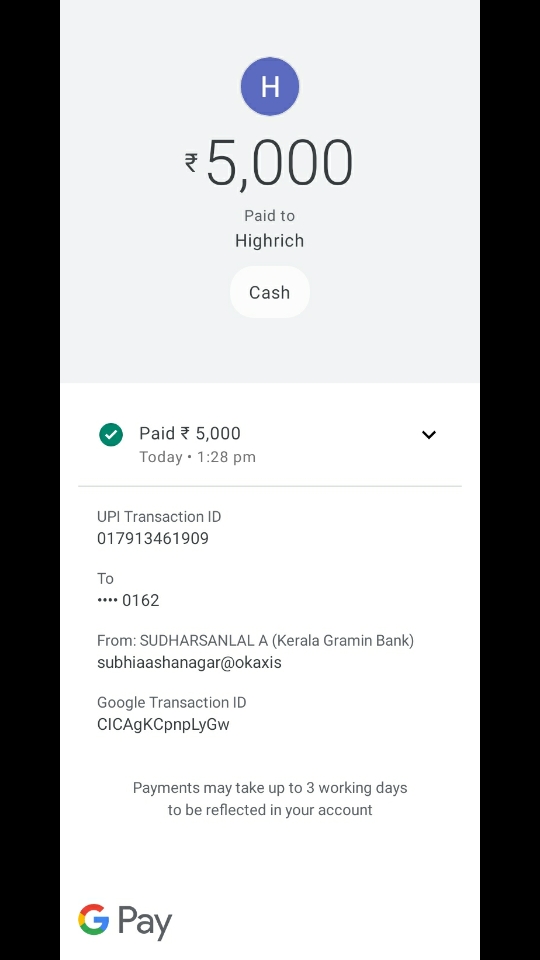 H
₹5,000
Paid to
Highrich
Cash
Paid ₹ 5,000
Today • 1:28 pm
UPI Transaction ID
017913461909
To
•••• 0162
From: SUDHARSANLAL A (Kerala Gramin Bank)
subhiaashanagar@okaxis
Google Transaction ID
CICAgKCpnpLyGw
Payments may take up to 3 working days
to be reflected in your account
G Pay